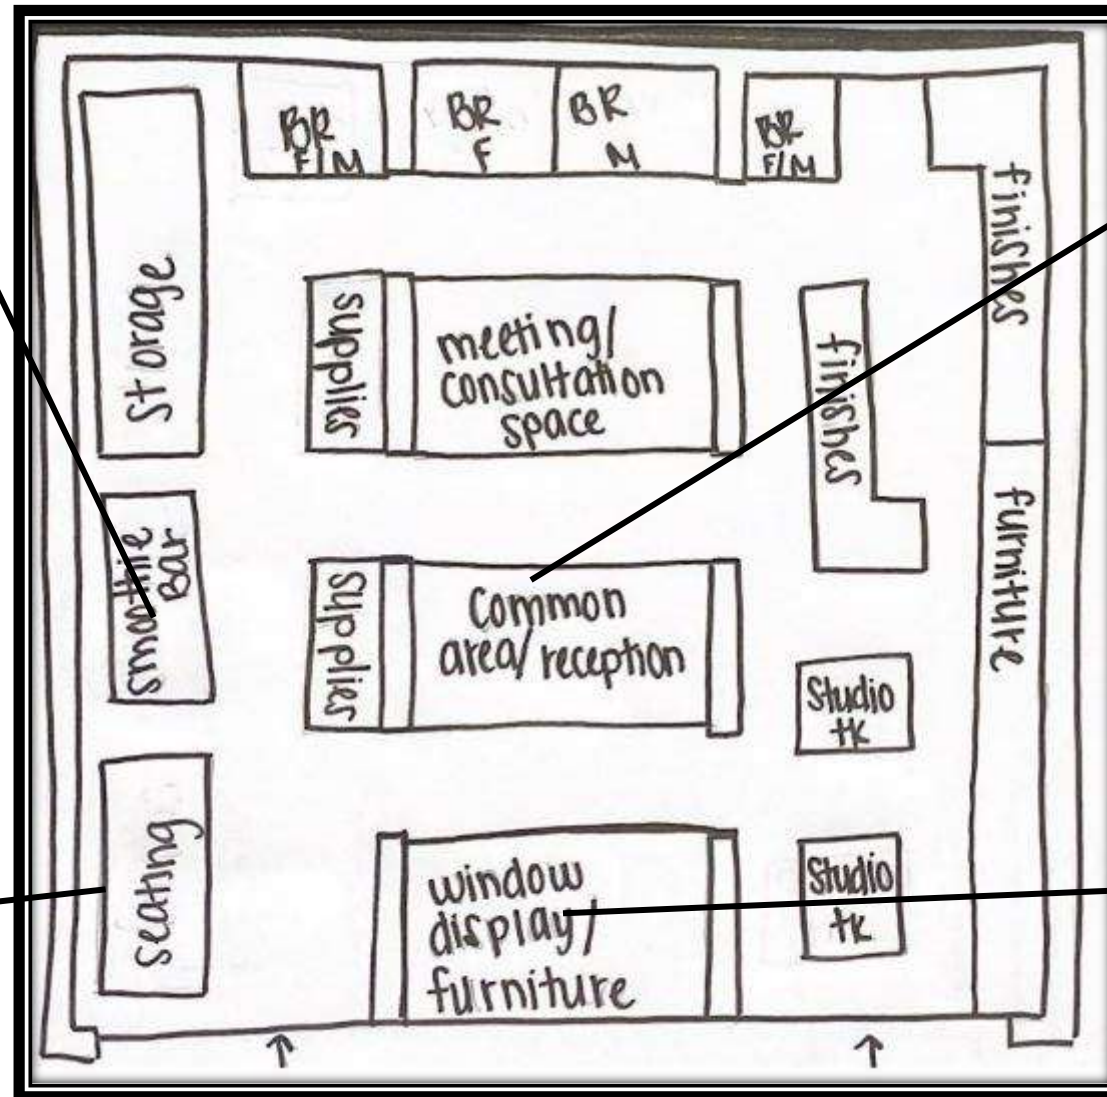 BR
F/M
BR
F
BR
M
BR
F/M
finishes
Storage
supplies
meeting/
consultation
space
finishes
smoothie
Bar
supplies
Common
area/reception
furniture
Studio
tk
seating
window
display/
furniture
Studio
tk